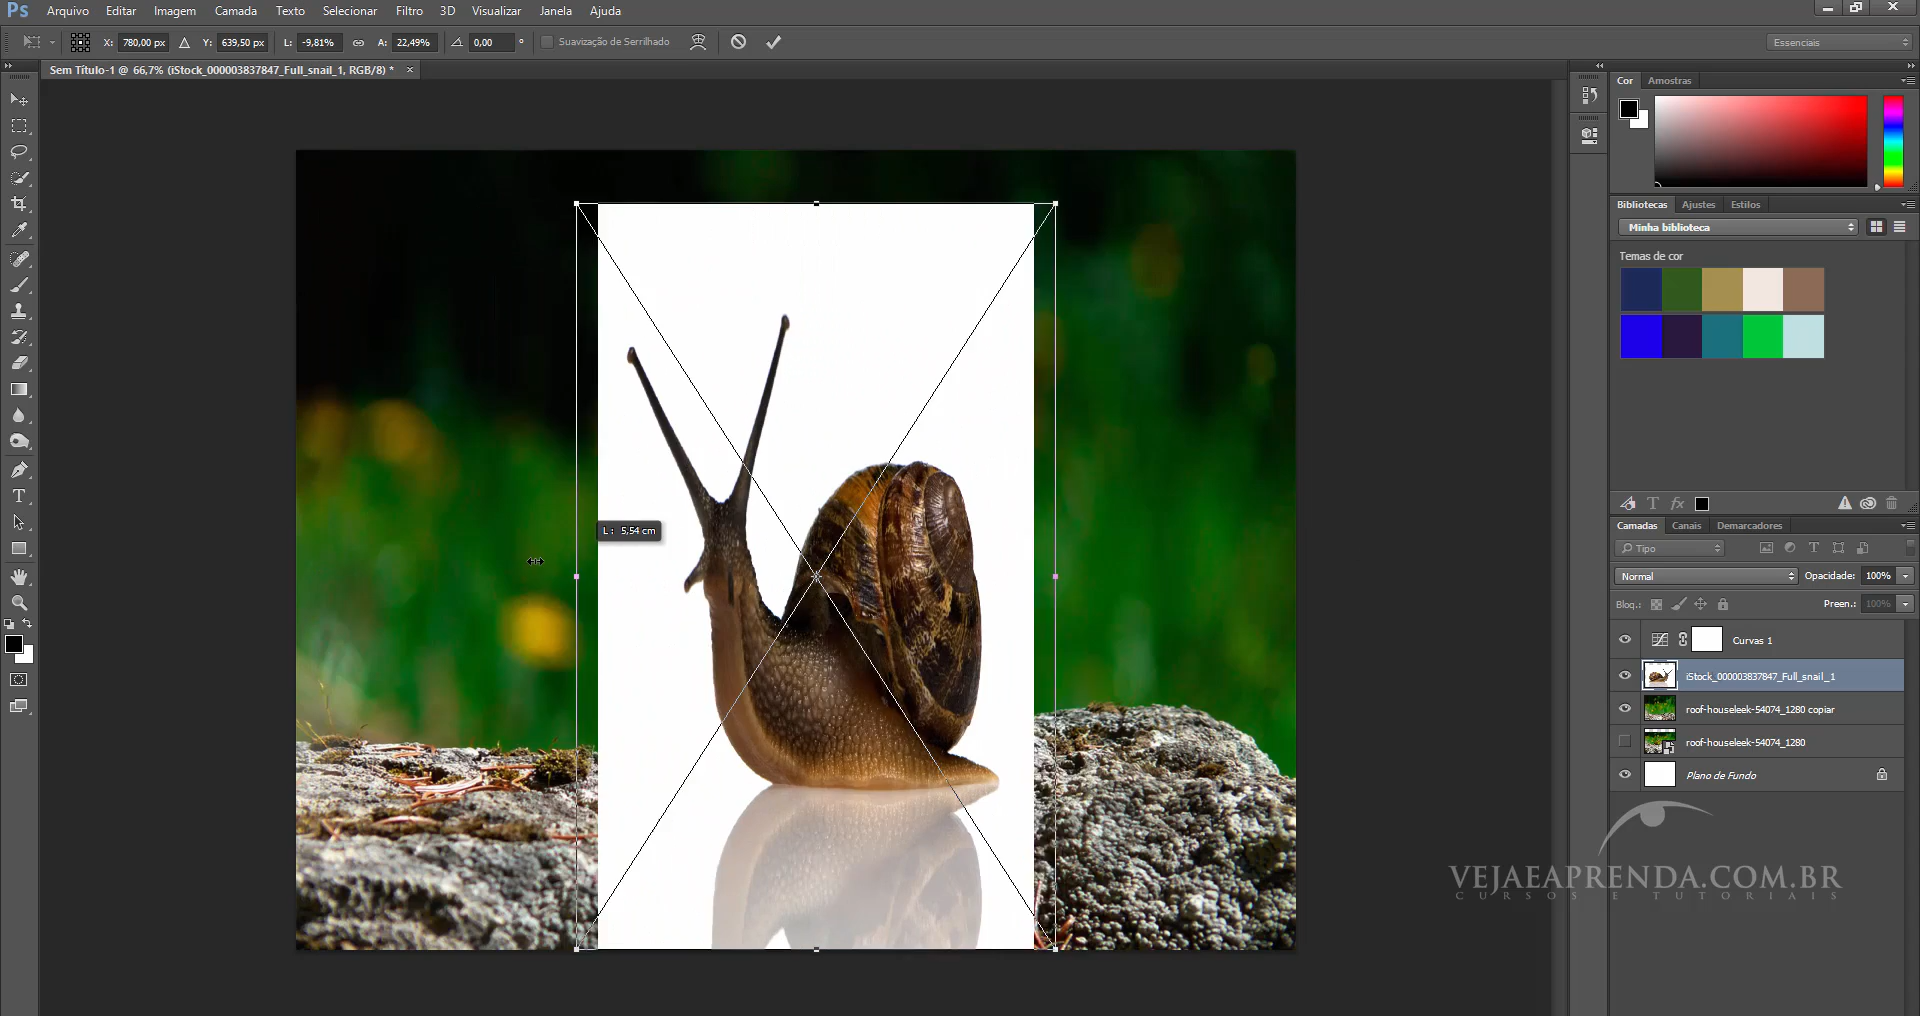 Ps Arquivo Editar Imagem Camada Texto Selecionar Filtro 3D Visualizar Janela Ajuda
X: 780,00 px Y: 639,50 px L: -9,81% A: 22,49% 0,00 ° Suavização de Serrilhado Essenciais
Sem Título-1 @ 66,7% (iStock_000003837847_Full_snail_1, RGB/8) * ×
Cor Amostras
Bibliotecas Ajustes Estilos
Minha biblioteca
Temas de cor
L : 5,54 cm
T fx
Camadas Canais Demarcadores
Tipo T
Normal Opacidade: 100%
Bloq.: Preen.: 100%
Curvas 1
iStock_000003837847_Full_snail_1
roof-houseleek-54074_1280 copiar
roof-houseleek-54074_1280
Plano de Fundo
VEJAEAPRENDA.COM.BR
CURSOS E TUTORIAIS